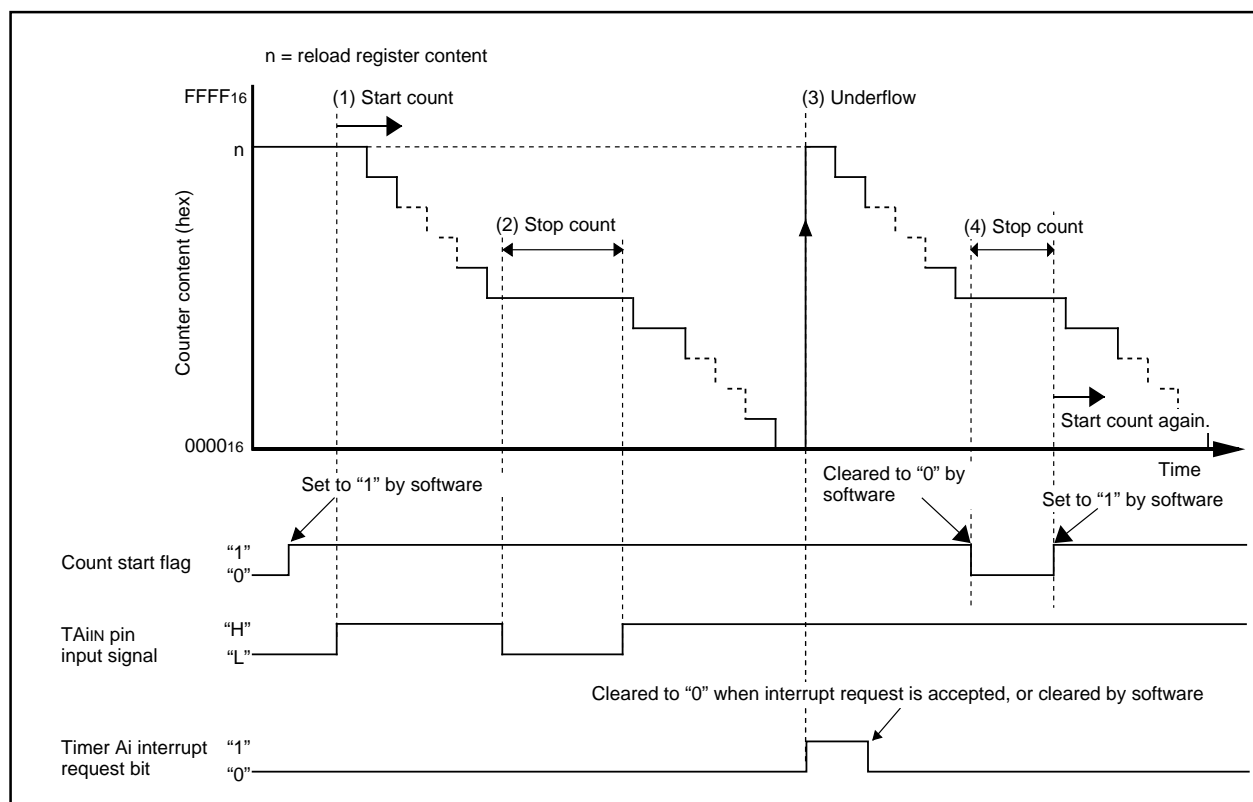 n = reload register content
FFFF16
(1) Start count
(3) Underflow
n
Counter content (hex)
(2) Stop count
(4) Stop count
Start count again.
000016
Time
Set to “1” by software
Cleared to “0” by
software
Set to “1” by software
Count start flag
“1”
“0”
TAiIN pin
input signal
“H”
“L”
Cleared to “0” when interrupt request is accepted, or cleared by software
Timer Ai interrupt
request bit
“1”
“0”